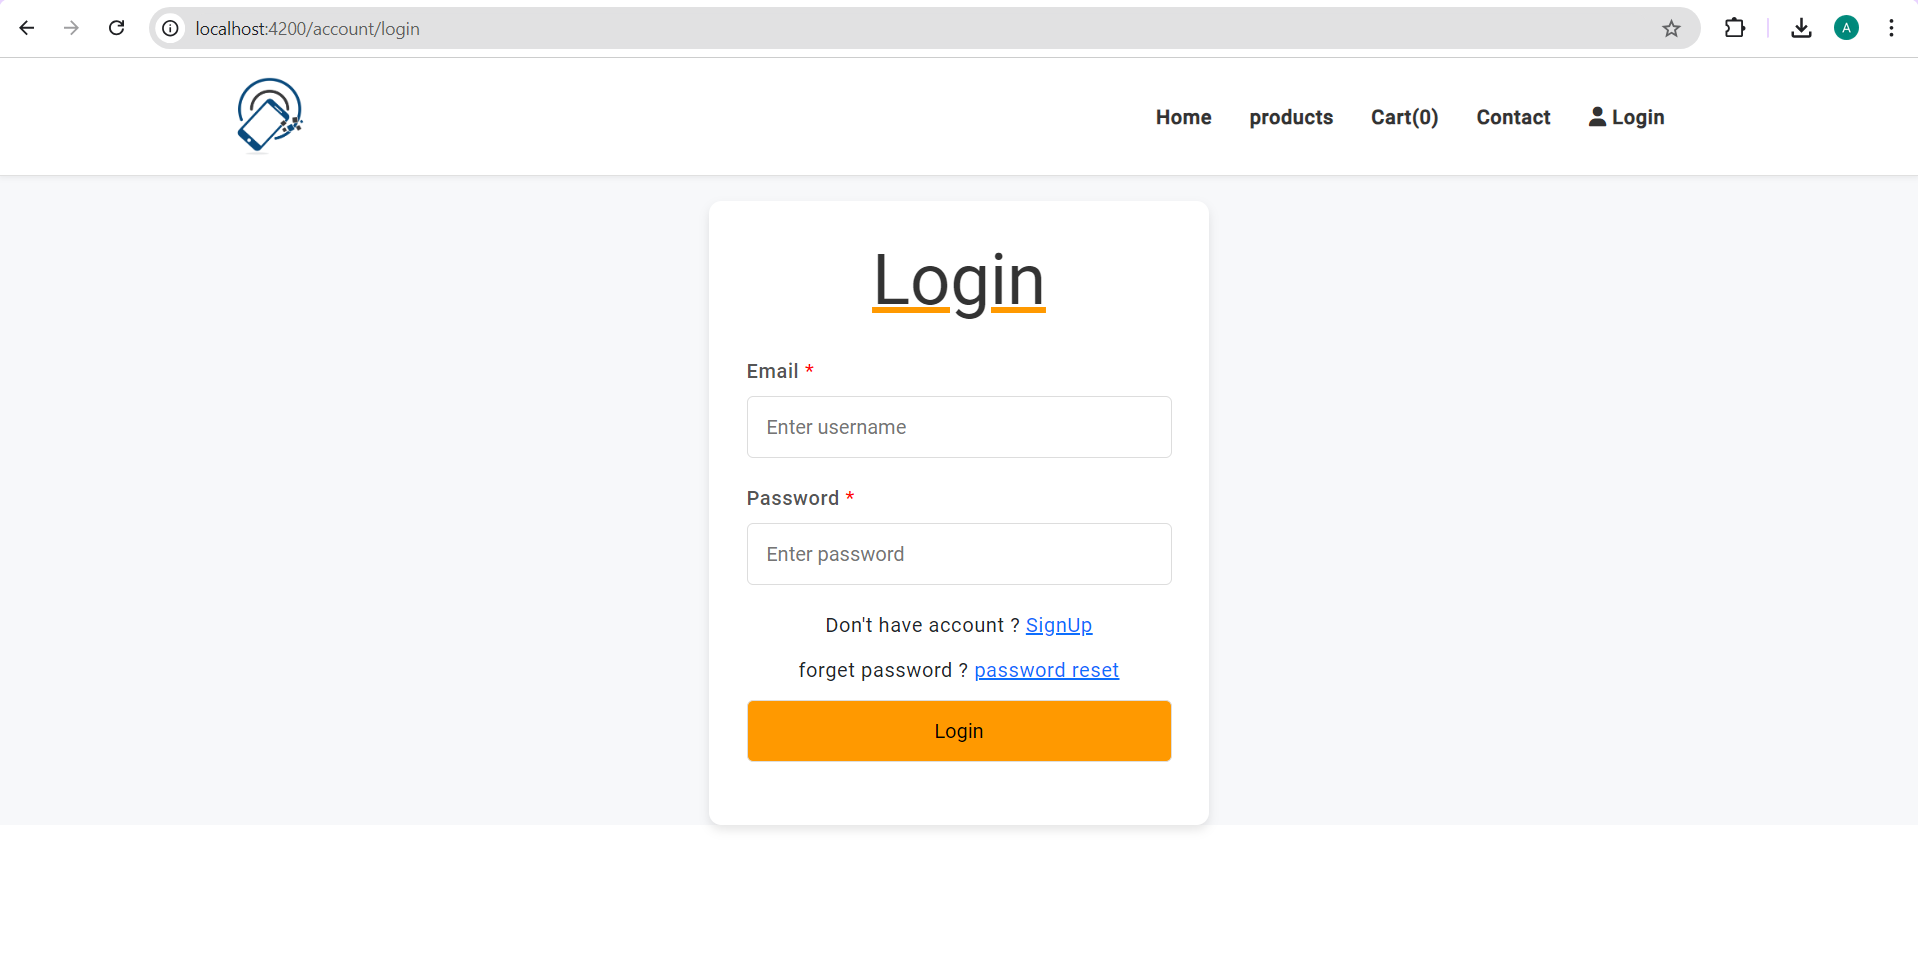 localhost:4200/account/login
A
Home products Cart(0) Contact Login
Login
Email *
Enter username
Password *
Enter password
Don't have account ? SignUp
forget password ? password reset
Login